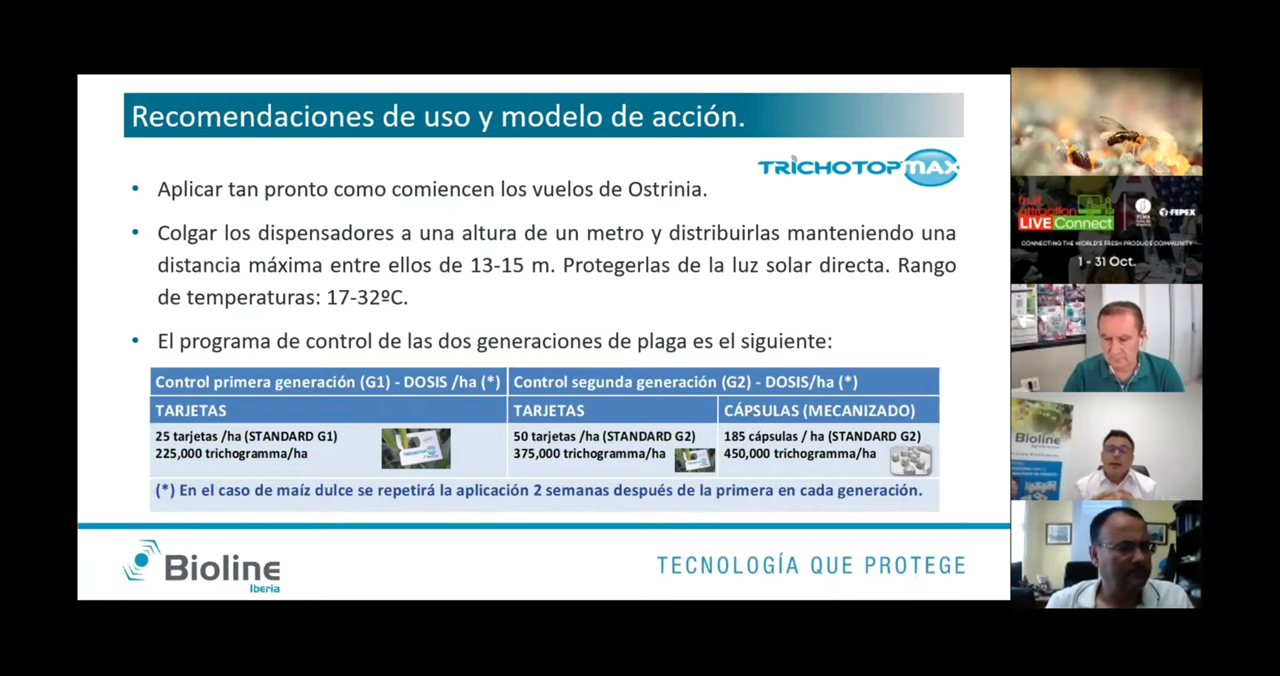 Recomendaciones de uso y modelo de acción.
TRICHOTOP MAX
• Aplicar tan pronto como comiencen los vuelos de Ostrinia.
• Colgar los dispensadores a una altura de un metro y distribuirlas manteniendo una
distancia máxima entre ellos de 13-15 m. Protegerlas de la luz solar directa. Rango
de temperaturas: 17-32ºC.
• El programa de control de las dos generaciones de plaga es el siguiente:
Control primera generación (G1) - DOSIS /ha (*)
Control segunda generación (G2) - DOSIS/ha (*)
TARJETAS
TARJETAS
CÁPSULAS (MECANIZADO)
25 tarjetas /ha (STANDARD G1)
225,000 trichogramma/ha
50 tarjetas /ha (STANDARD G2)
375,000 trichogramma/ha
185 cápsulas / ha (STANDARD G2)
450,000 trichogramma/ha
(*) En el caso de maíz dulce se repetirá la aplicación 2 semanas después de la primera en cada generación.
Bioline
Iberia
TECNOLOGÍA QUE PROTEGE
fruit
attraction
LIVE Connect
FEPEX
CONNECTING THE WORLD'S FRESH PRODUCE COMMUNITY
1 - 31 Oct.
Bioline